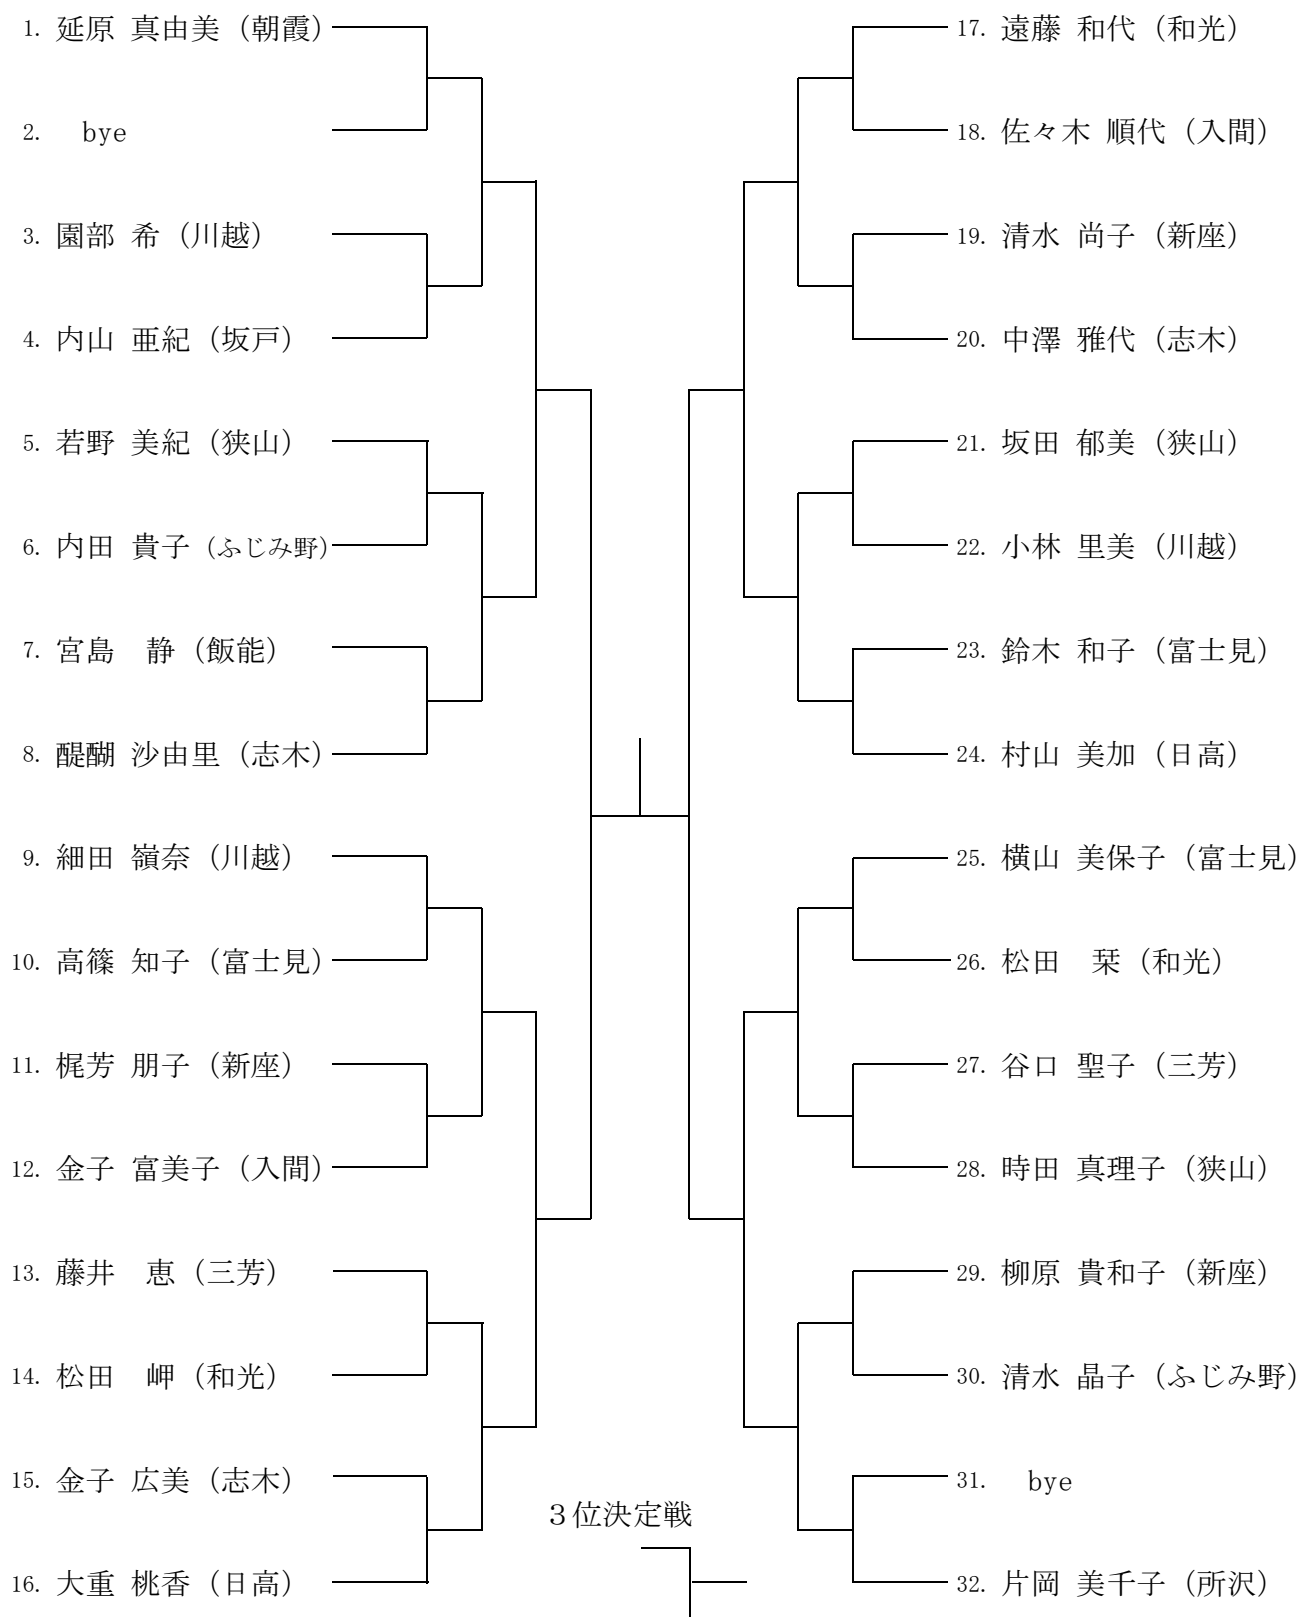 1. 延原 真由美（朝霞）
2. bye
3. 園部 希（川越）
4. 内山 亜紀（坂戸）
5. 若野 美紀（狭山）
6. 内田 貴子（ふじみ野）
7. 宮島　静（飯能）
8. 醍醐 沙由里（志木）
9. 細田 嶺奈（川越）
10. 高篠 知子（富士見）
11. 梶芳 朋子（新座）
12. 金子 富美子（入間）
13. 藤井　恵（三芳）
14. 松田　岬（和光）
15. 金子 広美（志木）
16. 大重 桃香（日高）
17. 遠藤 和代（和光）
18. 佐々木 順代（入間）
19. 清水 尚子（新座）
20. 中澤 雅代（志木）
21. 坂田 郁美（狭山）
22. 小林 里美（川越）
23. 鈴木 和子（富士見）
24. 村山 美加（日高）
25. 横山 美保子（富士見）
26. 松田　栞（和光）
27. 谷口 聖子（三芳）
28. 時田 真理子（狭山）
29. 柳原 貴和子（新座）
30. 清水 晶子（ふじみ野）
31. bye
32. 片岡 美千子（所沢）
３位決定戦